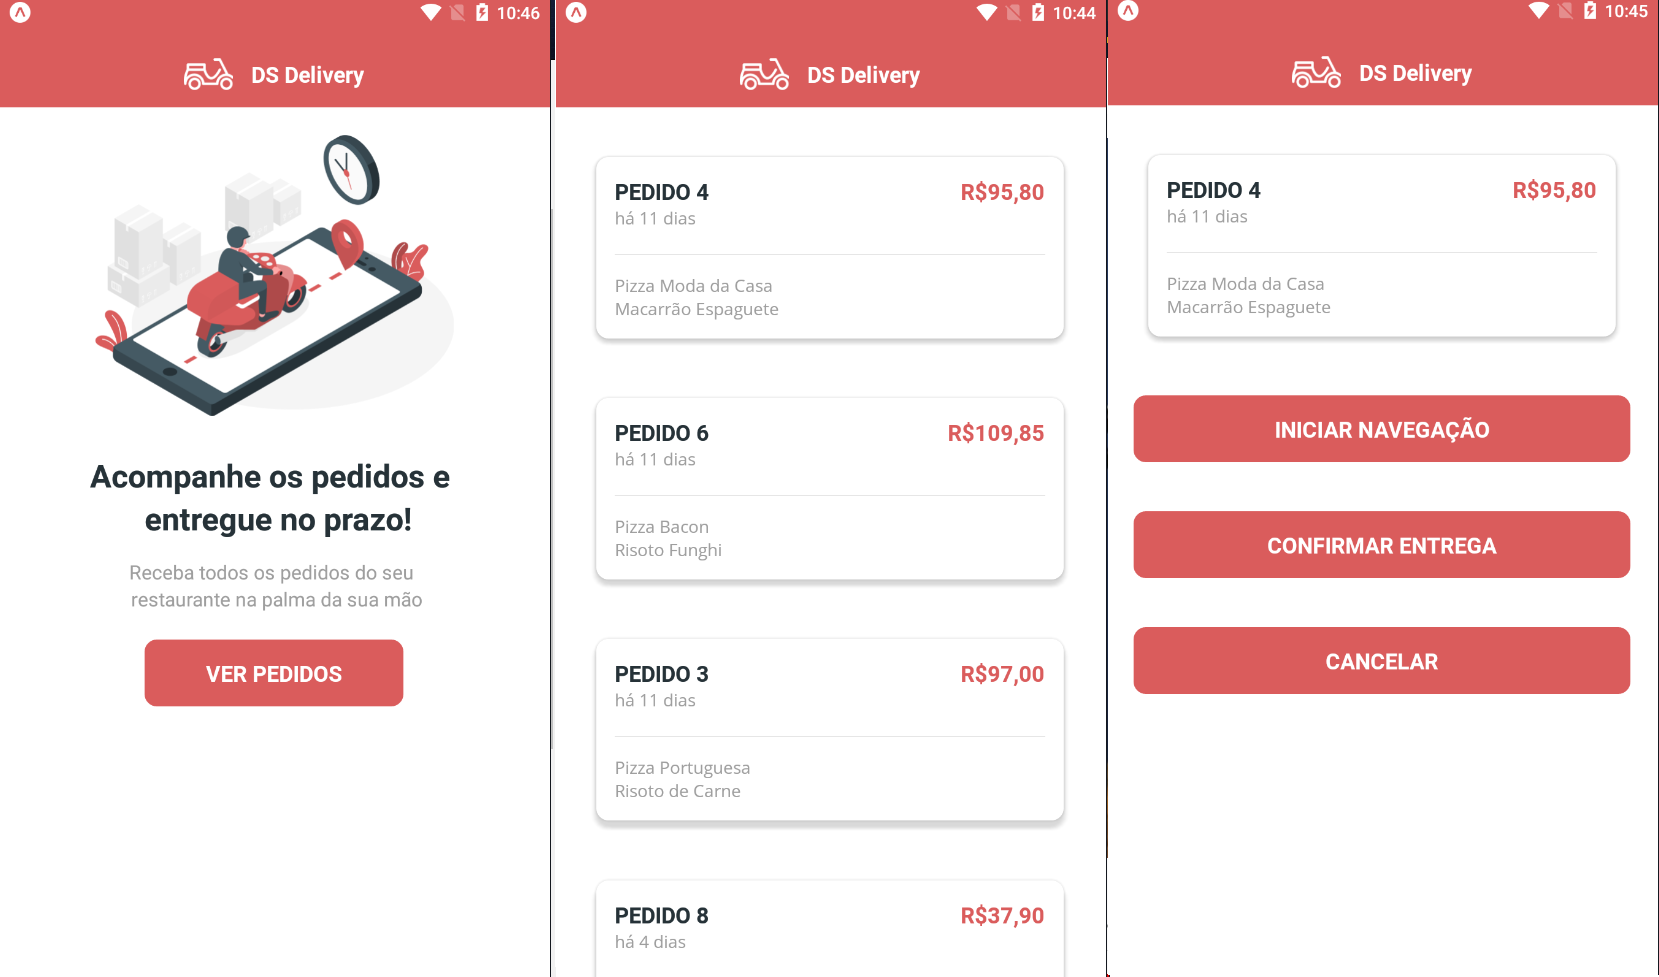 10:46
DS Delivery
Acompanhe os pedidos e
entregue no prazo!
Receba todos os pedidos do seu
restaurante na palma da sua mão
VER PEDIDOS
10:44
DS Delivery
PEDIDO 4 R$95,80
há 11 dias
Pizza Moda da Casa
Macarrão Espaguete
PEDIDO 6 R$109,85
há 11 dias
Pizza Bacon
Risoto Funghi
PEDIDO 3 R$97,00
há 11 dias
Pizza Portuguesa
Risoto de Carne
PEDIDO 8 R$37,90
há 4 dias
10:45
DS Delivery
PEDIDO 4 R$95,80
há 11 dias
Pizza Moda da Casa
Macarrão Espaguete
INICIAR NAVEGAÇÃO
CONFIRMAR ENTREGA
CANCELAR